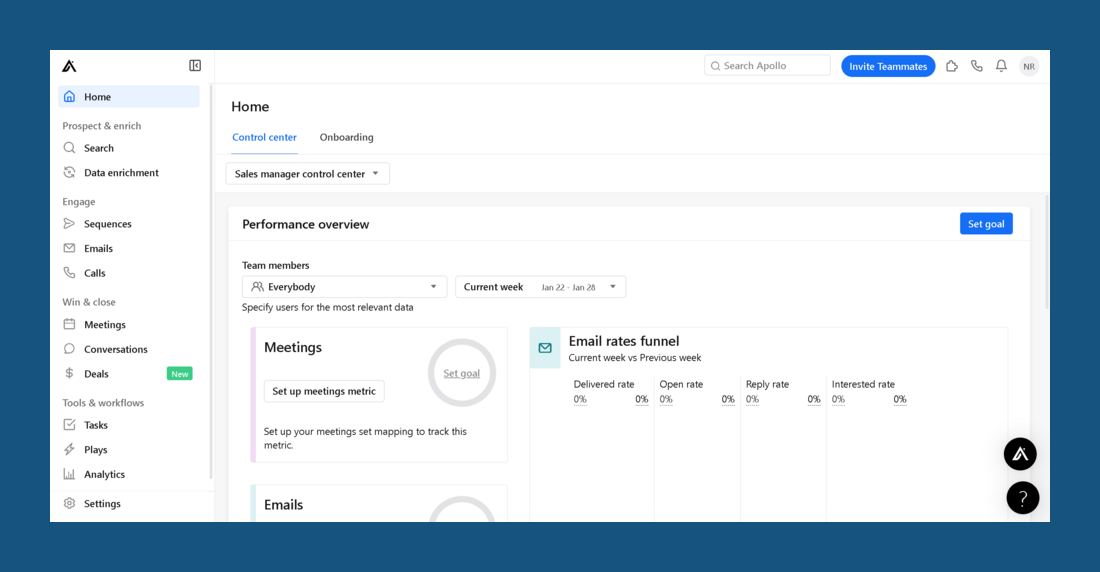 Search Apollo
Invite Teammates
NR
Home
Prospect & enrich
Search
Data enrichment
Engage
Sequences
Emails
Calls
Win & close
Meetings
Conversations
Deals
New
Tools & workflows
Tasks
Plays
Analytics
Settings
Home
Control center
Onboarding
Sales manager control center
Performance overview
Set goal
Team members
Everybody
Current week
Jan 22 - Jan 28
Specify users for the most relevant data
Meetings
Set goal
Set up meetings metric
Set up your meetings set mapping to track this
metric.
Emails
Email rates funnel
Current week vs Previous week
Delivered rate
0% 0%
Open rate
0% 0%
Reply rate
0% 0%
Interested rate
0% 0%
?